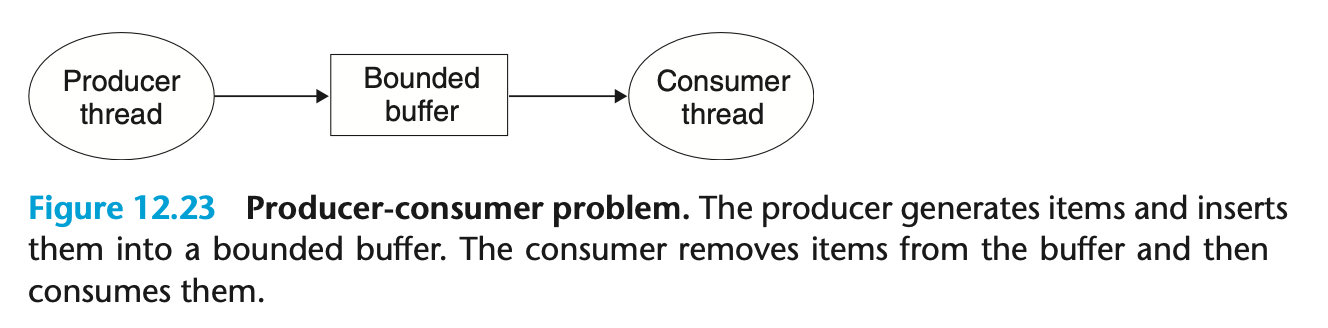 Producer
thread
Bounded
buffer
Consumer
thread
Figure 12.23 Producer-consumer problem. The producer generates items and inserts
them into a bounded buffer. The consumer removes items from the buffer and then
consumes them.